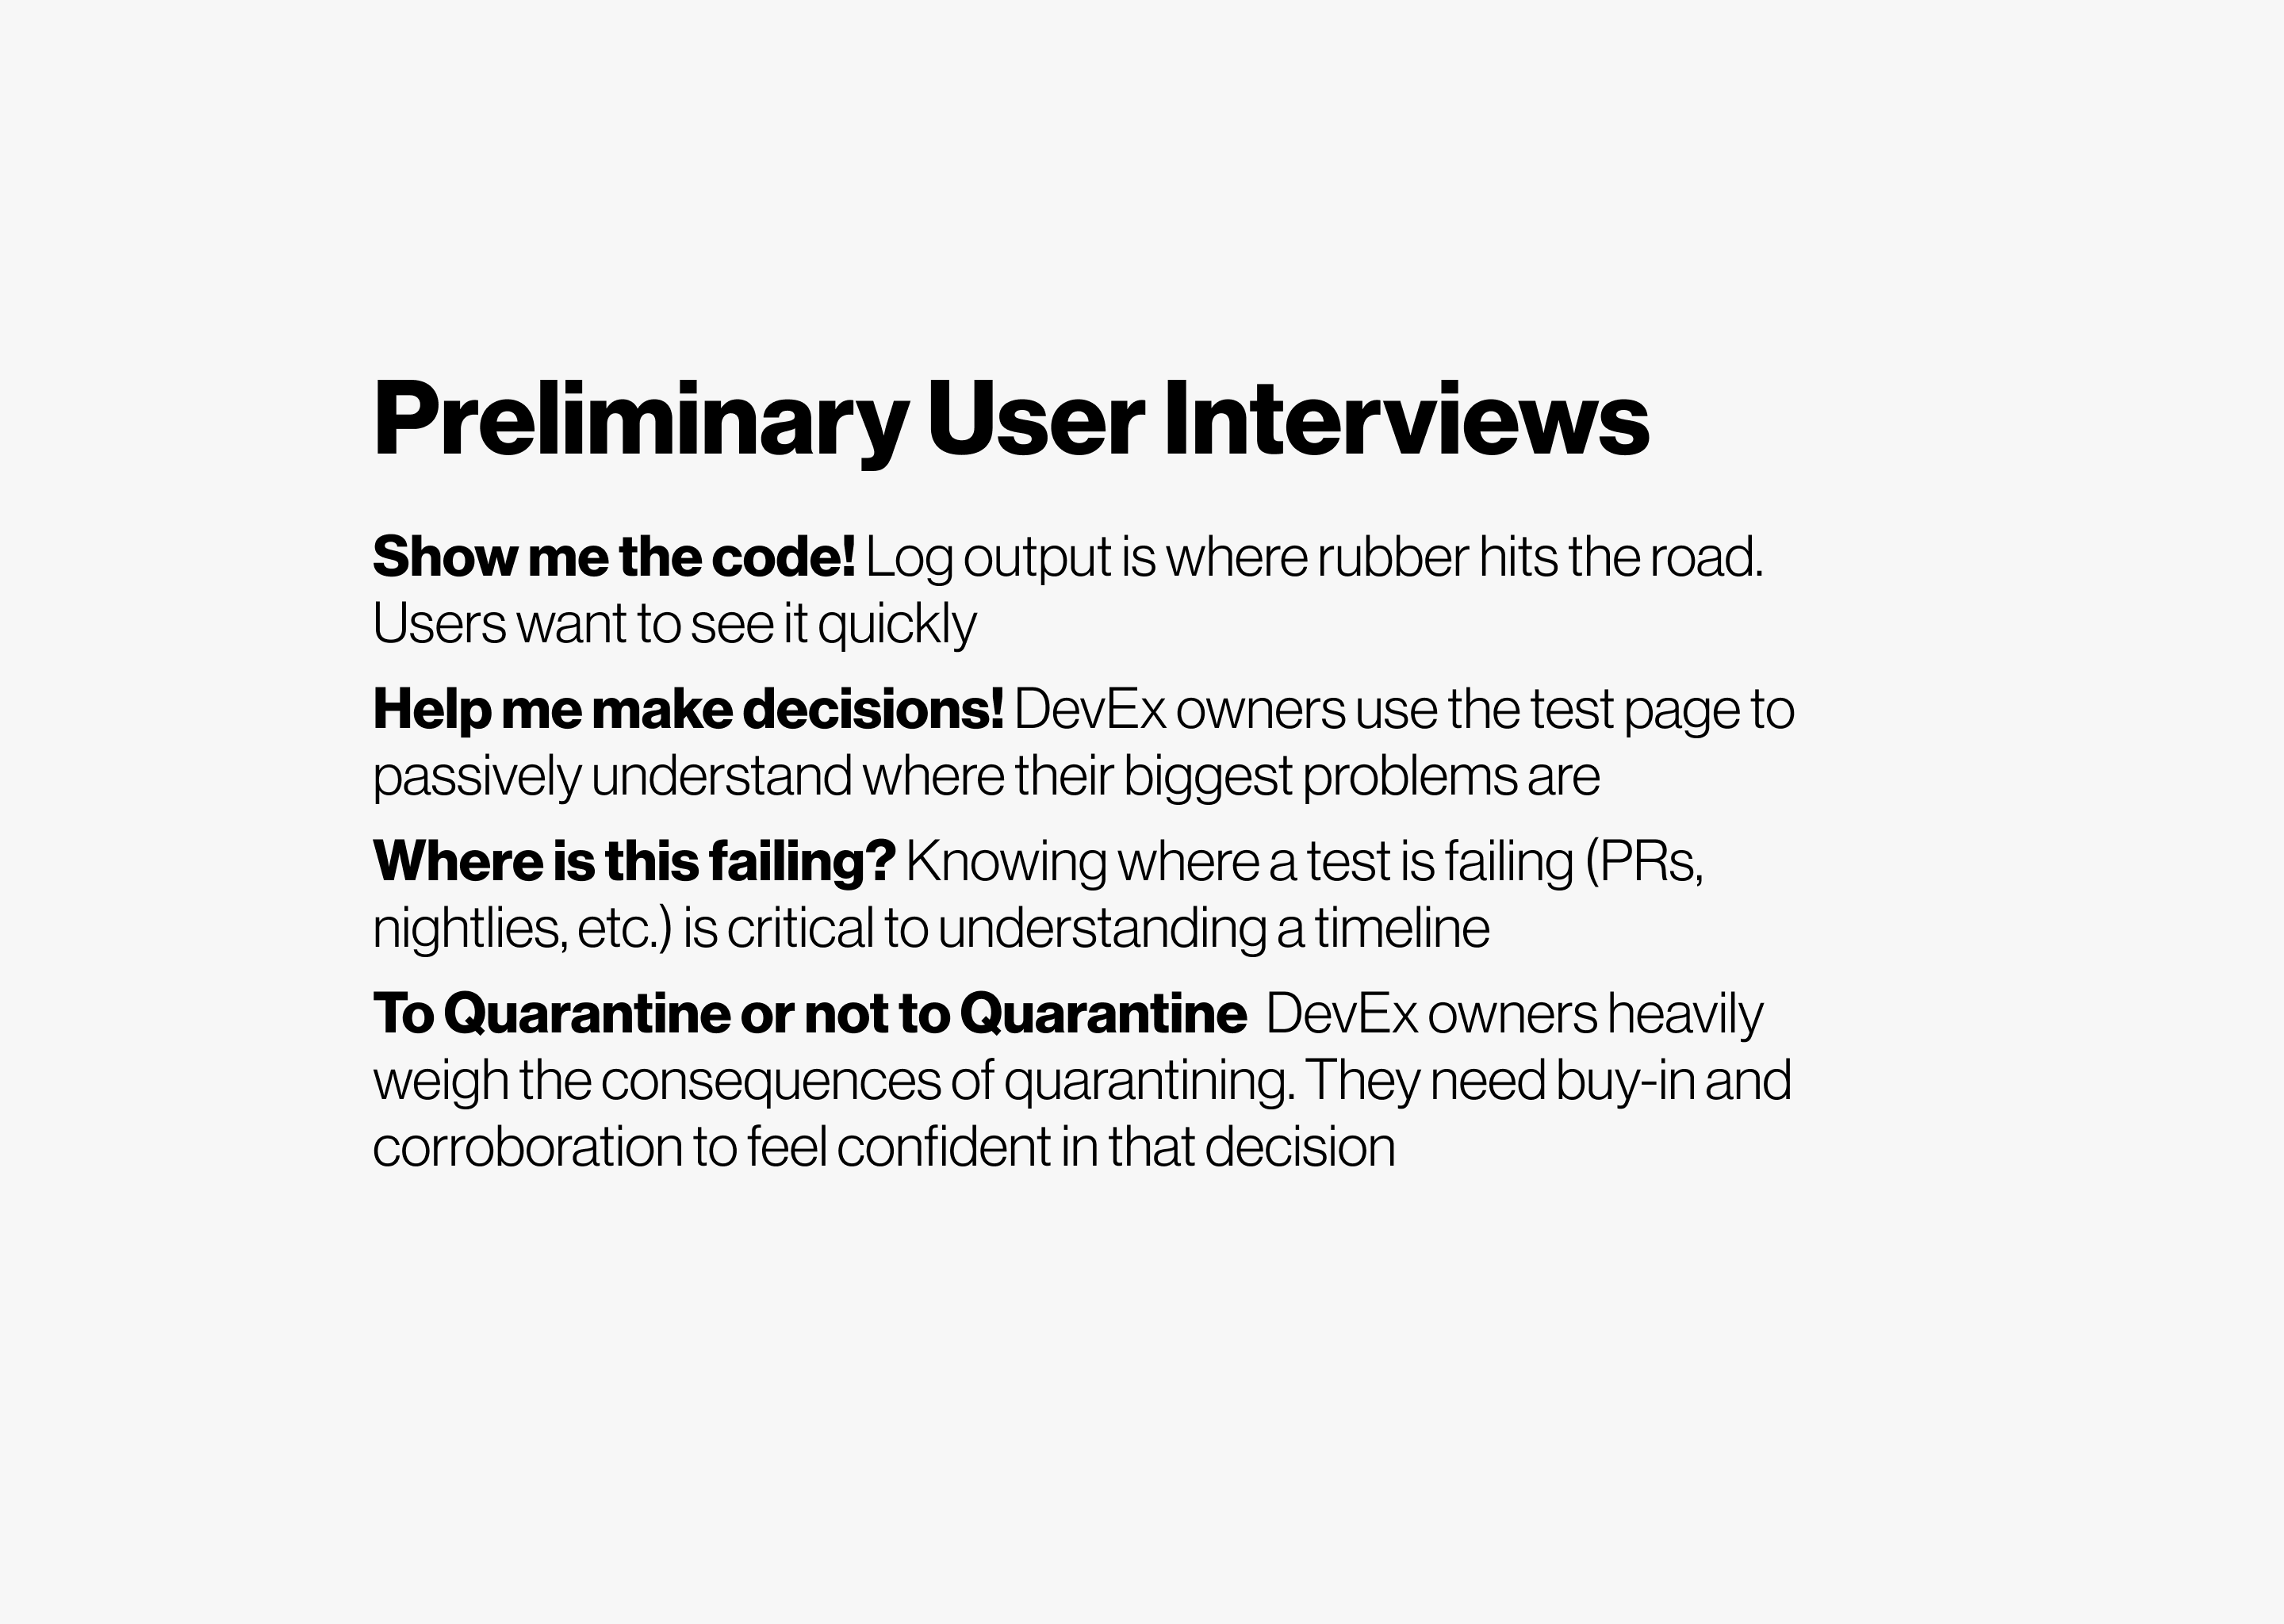 Preliminary User Interviews
Show me the code! Log output is where rubber hits the road.
Users want to see it quickly
Help me make decisions! DevEx owners use the test page to
passively understand where their biggest problems are
Where is this failing? Knowing where a test is failing (PRs,
nightlies, etc.) is critical to understanding a timeline
To Quarantine or not to Quarantine  DevEx owners heavily
weigh the consequences of quarantining. They need buy-in and
corroboration to feel confident in that decision